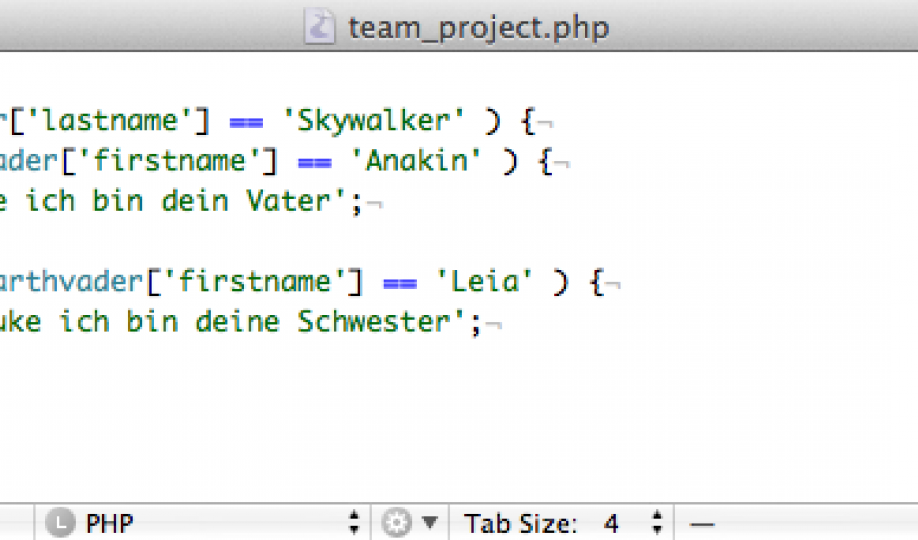 team_project.php
r['lastname'] == 'Skywalker' ) {¬
ader['firstname'] == 'Anakin' ) {¬
e ich bin dein Vater';¬
arthvader['firstname'] == 'Leia' ) {¬
uke ich bin deine Schwester';¬
L PHP Tab Size: 4 —